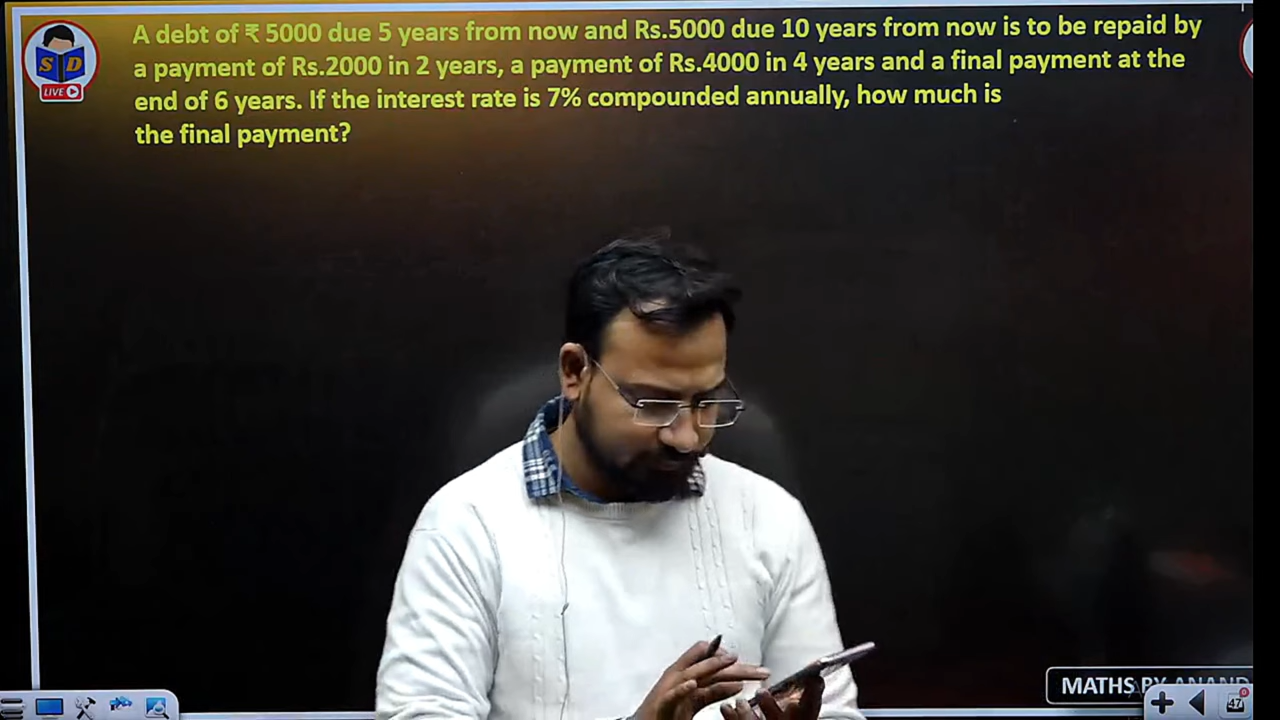 A debt of ₹ 5000 due 5 years from now and Rs.5000 due 10 years from now is to be repaid by
a payment of Rs.2000 in 2 years, a payment of Rs.4000 in 4 years and a final payment at the
end of 6 years. If the interest rate is 7% compounded annually, how much is
the final payment?
S D
LIVE
MATHS BY ANAND
47